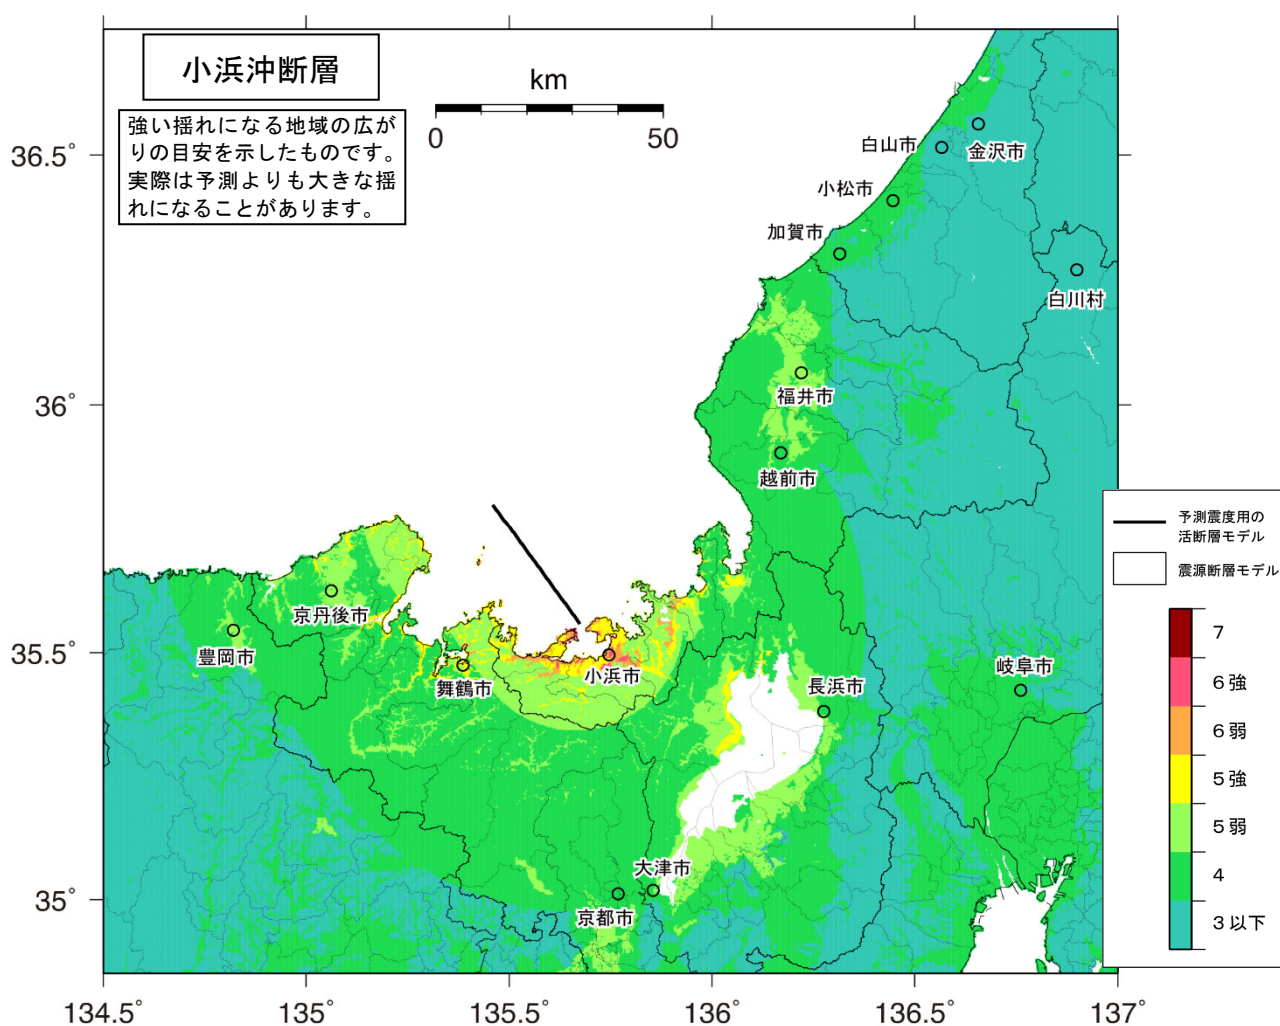 小浜沖断層
強い揺れになる地域の広が
りの目安を示したものです。
実際は予測よりも大きな揺
れになることがあります。
km
0 50
36.5°
36°
35.5°
35°
134.5° 135° 135.5° 136° 136.5° 137°
金沢市
白山市
小松市
加賀市
白川村
福井市
越前市
京丹後市
豊岡市
舞鶴市
小浜市
長浜市
岐阜市
大津市
京都市
予測震度用の
活断層モデル
震源断層モデル
7
6強
6弱
5強
5弱
4
3以下